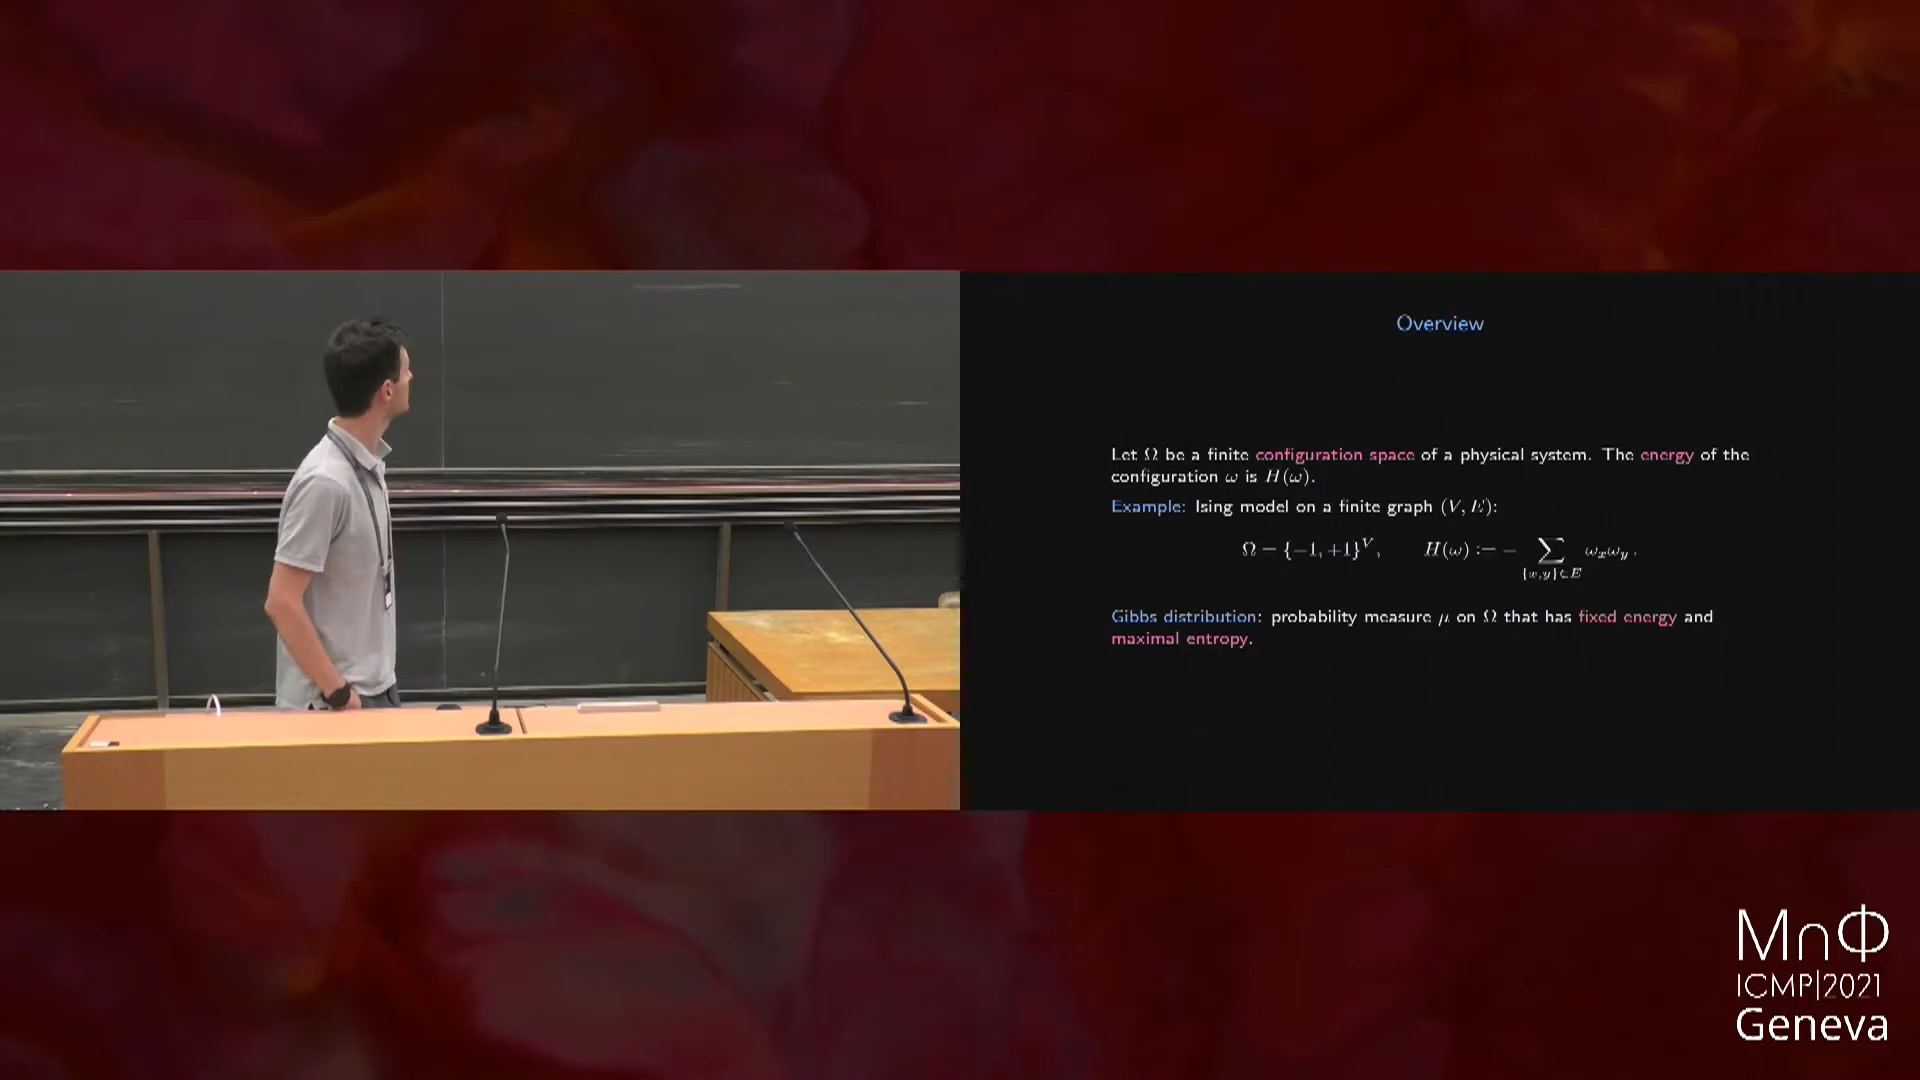 Overview
Let Ω be a finite configuration space of a physical system. The energy of the
configuration ω is H(ω).
Example: Ising model on a finite graph (V, E):
Ω = {−1, +1}^V, H(ω) := − ∑_{{x,y}∈E} ω_xω_y .
Gibbs distribution: probability measure μ on Ω that has fixed energy and
maximal entropy.
M∩Φ
ICMP|2021
Geneva